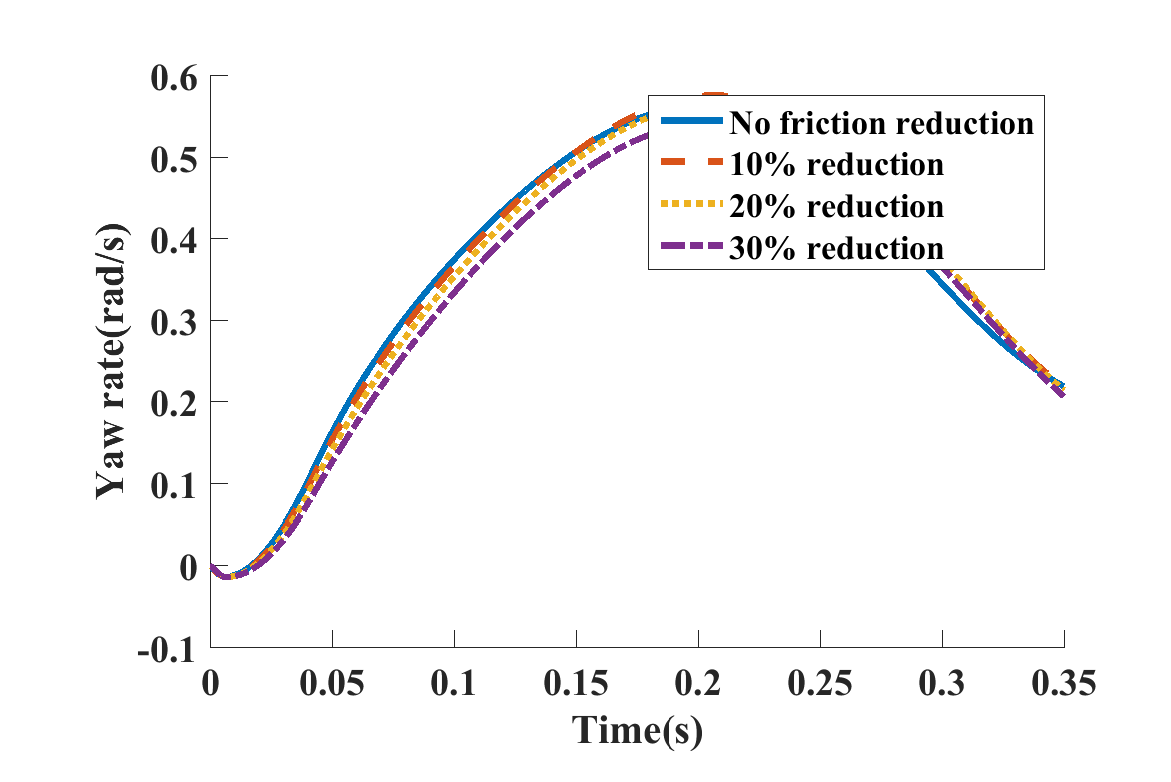 0.6
0.5
0.4
0.3
0.2
0.1
0
-0.1
Yaw rate(rad/s)
No friction reduction
10% reduction
20% reduction
30% reduction
0 0.05 0.1 0.15 0.2 0.25 0.3 0.35
Time(s)